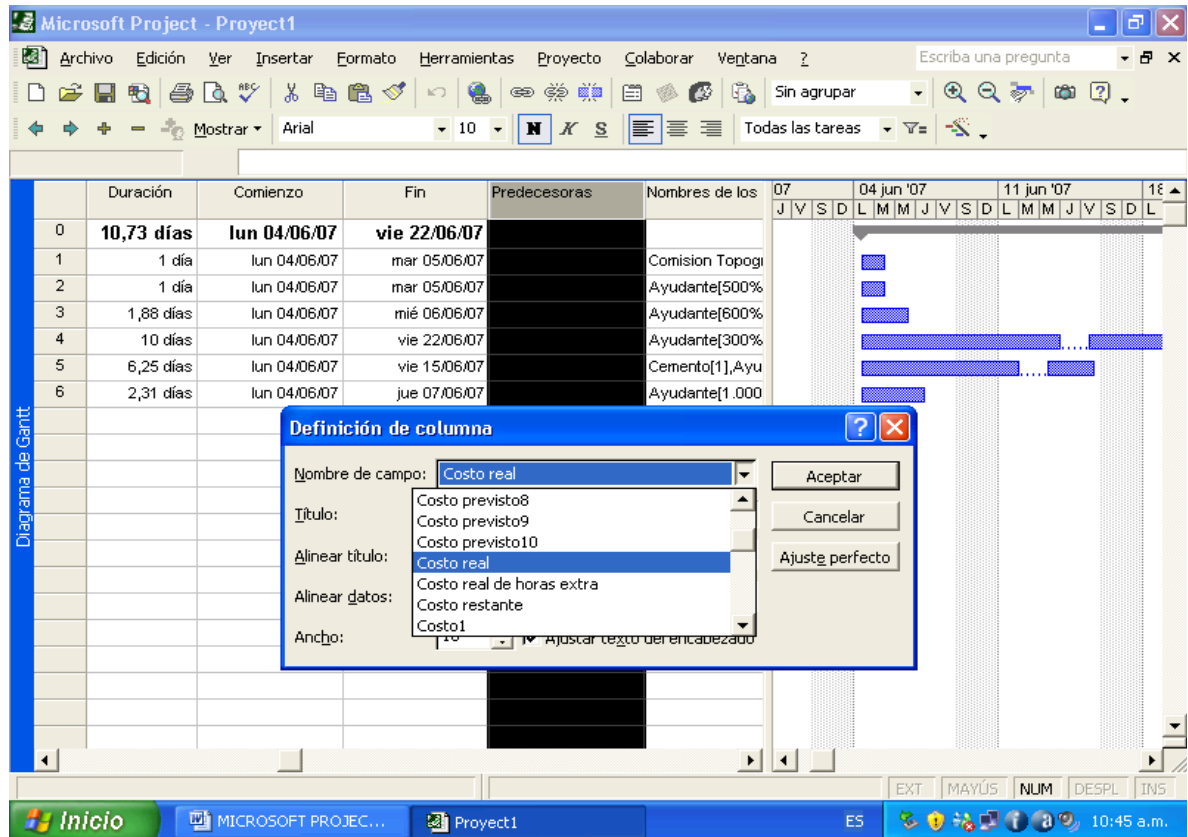 Microsoft Project - Proyect1
Archivo Edición Ver Insertar Formato Herramientas Proyecto Colaborar Ventana ? Escriba una pregunta
Sin agrupar
Mostrar Arial 10 N K S Todas las tareas
Duración Comienzo Fin Predecesoras Nombres de los 07 04 jun '07 11 jun '07 18
J V S D L M M J V S D L M M J V S D L
0 10,73 días lun 04/06/07 vie 22/06/07
1 1 día lun 04/06/07 mar 05/06/07 Comision Topogr
2 1 día lun 04/06/07 mar 05/06/07 Ayudante[500%
3 1,88 días lun 04/06/07 mié 06/06/07 Ayudante[600%
4 10 días lun 04/06/07 vie 22/06/07 Ayudante[300%
5 6,25 días lun 04/06/07 vie 15/06/07 Cemento[1],Ayu
6 2,31 días lun 04/06/07 jue 07/06/07 Ayudante[1.000
Diagrama de Gantt
Definición de columna
Nombre de campo: Costo real Aceptar
Costo previsto8
Título: Costo previsto9 Cancelar
Costo previsto10
Alinear título: Costo real Ajuste perfecto
Costo real de horas extra
Alinear datos: Costo restante
Costo1
Ancho: 10 Ajustar texto del encabezado
EXT MAYÚS NUM DESPL INS
Inicio MICROSOFT PROJEC... Proyect1 ES 10:45 a.m.